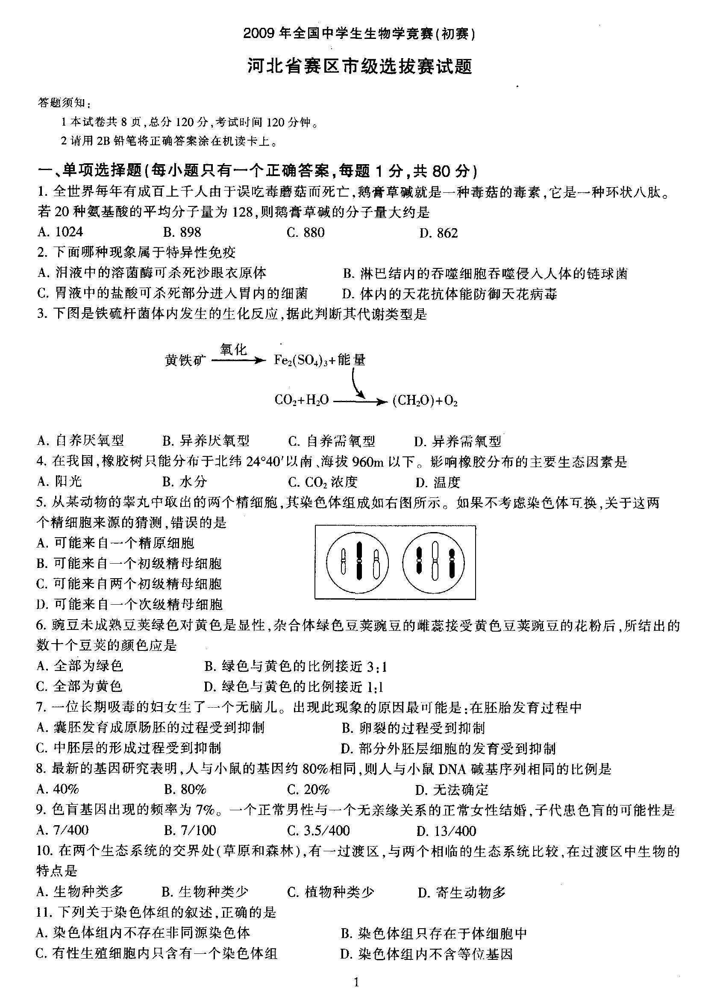 2009 年全国中学生生物学竞赛(初赛)
河北省赛区市级选拔赛试题
答题须知:
1 本试卷共 8 页,总分 120 分,考试时间 120 分钟。
2 请用 2B 铅笔将正确答案涂在机读卡上。
一、单项选择题(每小题只有一个正确答案,每题 1 分,共 80 分)
1. 全世界每年有成百上千人由于误吃毒蘑菇而死亡,鹅膏草碱就是一种毒菇的毒素,它是一种环状八肽。
若 20 种氨基酸的平均分子量为 128,则鹅膏草碱的分子量大约是
A. 1024 B. 898 C. 880 D. 862
2. 下面哪种现象属于特异性免疫
A. 泪液中的溶菌酶可杀死沙眼衣原体 B. 淋巴结内的吞噬细胞吞噬侵入人体的链球菌
C. 胃液中的盐酸可杀死部分进入胃内的细菌 D. 体内的天花抗体能防御天花病毒
3. 下图是铁硫杆菌体内发生的生化反应,据此判断其代谢类型是
氧化
黄铁矿 → Fe₂(SO₄)₃+能量
CO₂+H₂O → (CH₂O)+O₂
A. 自养厌氧型 B. 异养厌氧型 C. 自养需氧型 D. 异养需氧型
4. 在我国,橡胶树只能分布于北纬 24°40′以南、海拔 960m 以下。影响橡胶分布的主要生态因素是
A. 阳光 B. 水分 C. CO₂ 浓度 D. 温度
5. 从某动物的睾丸中取出的两个精细胞,其染色体组成如右图所示。如果不考虑染色体互换,关于这两
个精细胞来源的猜测,错误的是
A. 可能来自一个精原细胞
B. 可能来自一个初级精母细胞
C. 可能来自两个初级精母细胞
D. 可能来自一个次级精母细胞
6. 豌豆未成熟豆荚绿色对黄色是显性,杂合体绿色豆荚豌豆的雌蕊接受黄色豆荚豌豆的花粉后,所结出的
数十个豆荚的颜色应是
A. 全部为绿色 B. 绿色与黄色的比例接近 3:1
C. 全部为黄色 D. 绿色与黄色的比例接近 1:1
7. 一位长期吸毒的妇女生了一个无脑儿。出现此现象的原因最可能是:在胚胎发育过程中
A. 囊胚发育成原肠胚的过程受到抑制 B. 卵裂的过程受到抑制
C. 中胚层的形成过程受到抑制 D. 部分外胚层细胞的发育受到抑制
8. 最新的基因研究表明,人与小鼠的基因约 80%相同,则人与小鼠 DNA 碱基序列相同的比例是
A. 40% B. 80% C. 20% D. 无法确定
9. 色盲基因出现的频率为 7%。一个正常男性与一个无亲缘关系的正常女性结婚,子代患色盲的可能性是
A. 7/400 B. 7/100 C. 3.5/400 D. 13/400
10. 在两个生态系统的交界处(草原和森林),有一过渡区,与两个相临的生态系统比较,在过渡区中生物的
特点是
A. 生物种类多 B. 生物种类少 C. 植物种类少 D. 寄生动物多
11. 下列关于染色体组的叙述,正确的是
A. 染色体组内不存在非同源染色体 B. 染色体组只存在于体细胞中
C. 有性生殖细胞内只含有一个染色体组 D. 染色体组内不含等位基因
1